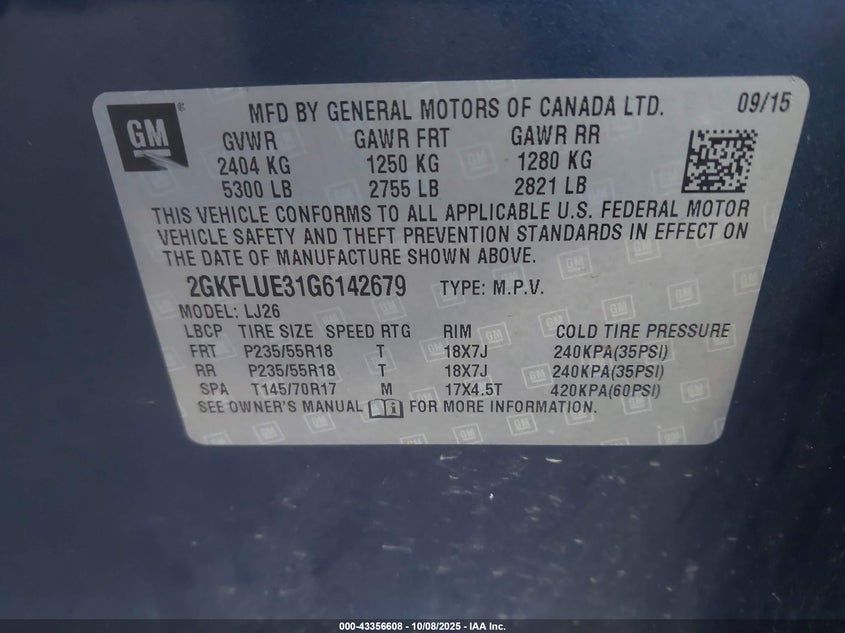 GM ® MFD BY GENERAL MOTORS OF CANADA LTD. 09/15
GVWR GAWR FRT GAWR RR
2404 KG 1250 KG 1280 KG
5300 LB 2755 LB 2821 LB
THIS VEHICLE CONFORMS TO ALL APPLICABLE U.S. FEDERAL MOTOR
VEHICLE SAFETY AND THEFT PREVENTION STANDARDS IN EFFECT ON
THE DATE OF MANUFACTURE SHOWN ABOVE.
2GKFLUE31G6142679 TYPE: M.P.V.
MODEL: LJ26
LBCP TIRE SIZE SPEED RTG RIM COLD TIRE PRESSURE
FRT P235/55R18 T 18X7J 240KPA(35PSI)
RR P235/55R18 T 18X7J 240KPA(35PSI)
SPA T145/70R17 M 17X4.5T 420KPA(60PSI)
SEE OWNER'S MANUAL FOR MORE INFORMATION.
000-43356608 - 10/08/2025 - IAA Inc.